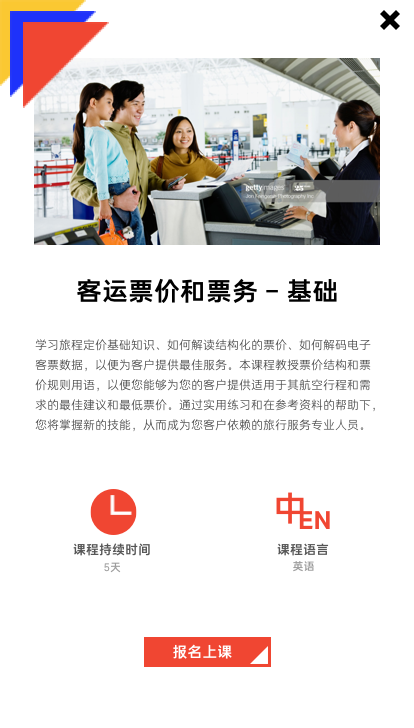 gettyimages
客运票价和票务 – 基础
学习旅程定价基础知识、如何解读结构化的票价、如何解码电子
客票数据，以便为客户提供最佳服务。本课程教授票价结构和票
价规则用语，以便您能够为您的客户提供适用于其航空行程和需
求的最佳建议和最低票价。通过实用练习和在参考资料的帮助下，
您将掌握新的技能，从而成为您客户依赖的旅行服务专业人员。
中EN
课程持续时间
5天
课程语言
英语
报名上课